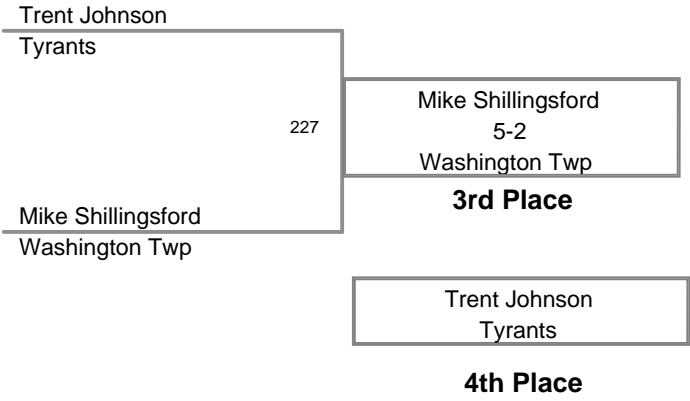 Trent Johnson
Tyrants
227
Mike Shillingsford
5-2
Washington Twp
3rd Place
Mike Shillingsford
Washington Twp
Trent Johnson
Tyrants
4th Place